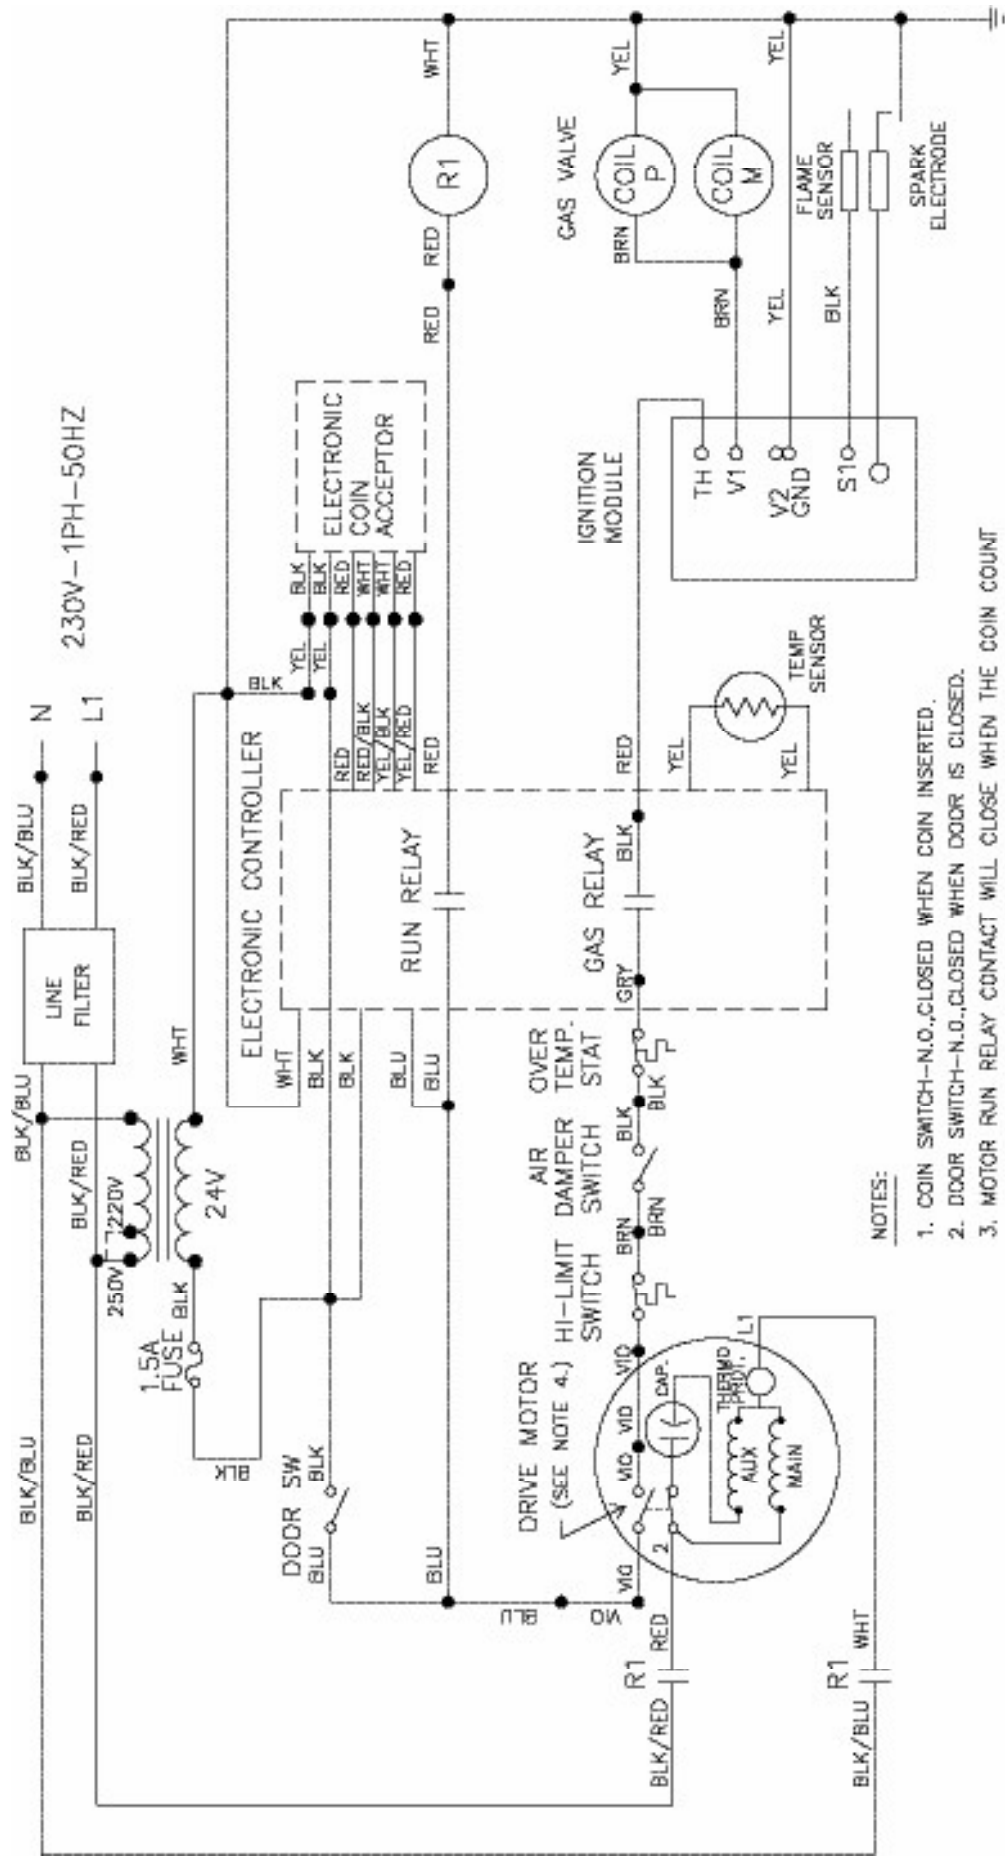 230V-1PH-50HZ
N
L1
BLK/BLU
BLK/RED
LINE
FILTER
BLK/BLU
BLK/RED
250V
220V
24V
WHT
BLK
1.5A
FUSE
BLK
BLK/BLU
BLK/RED
ELECTRONIC CONTROLLER
WHT
BLK
BLK
BLU
BLU
RUN RELAY
GAS RELAY
GRY
BLK
RED
RED/BLK
YEL/BLK
YEL/RED
RED
BLK
YEL
YEL
BLK
BLK
RED
WHT
WHT
RED
ELECTRONIC
COIN
ACCEPTOR
RED
RED
R1
WHT
DOOR SW
BLU
BLK
BLU
BLU
VIO
DRIVE MOTOR
(SEE NOTE 4.)
VIO
VIO
VIO
VIO
HI-LIMIT
SWITCH
BRN
BRN
AIR
DAMPER
SWITCH
BLK
BLK
OVER
TEMP.
STAT
RED
YEL
YEL
TEMP
SENSOR
IGNITION
MODULE
TH
V1
V2
GND
S1
BRN
BRN
YEL
BLK
GAS VALVE
COIL
P
COIL
M
YEL
YEL
FLAME
SENSOR
SPARK
ELECTRODE
2
CAP.
THERMO
PROT.
L1
AUX
MAIN
R1
BLK/RED
RED
R1
BLK/BLU
WHT
NOTES:
1. COIN SWITCH-N.O.,CLOSED WHEN COIN INSERTED.
2. DOOR SWITCH-N.O.,CLOSED WHEN DOOR IS CLOSED.
3. MOTOR RUN RELAY CONTACT WILL CLOSE WHEN THE COIN COUNT